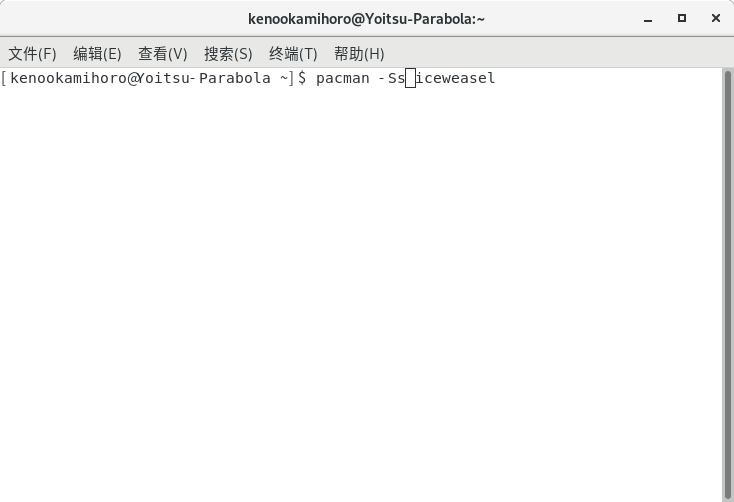 kenookamihoro@Yoitsu-Parabola:~
文件(F) 编辑(E) 查看(V) 搜索(S) 终端(T) 帮助(H)
[kenookamihoro@Yoitsu-Parabola ~]$ pacman -Ss iceweasel